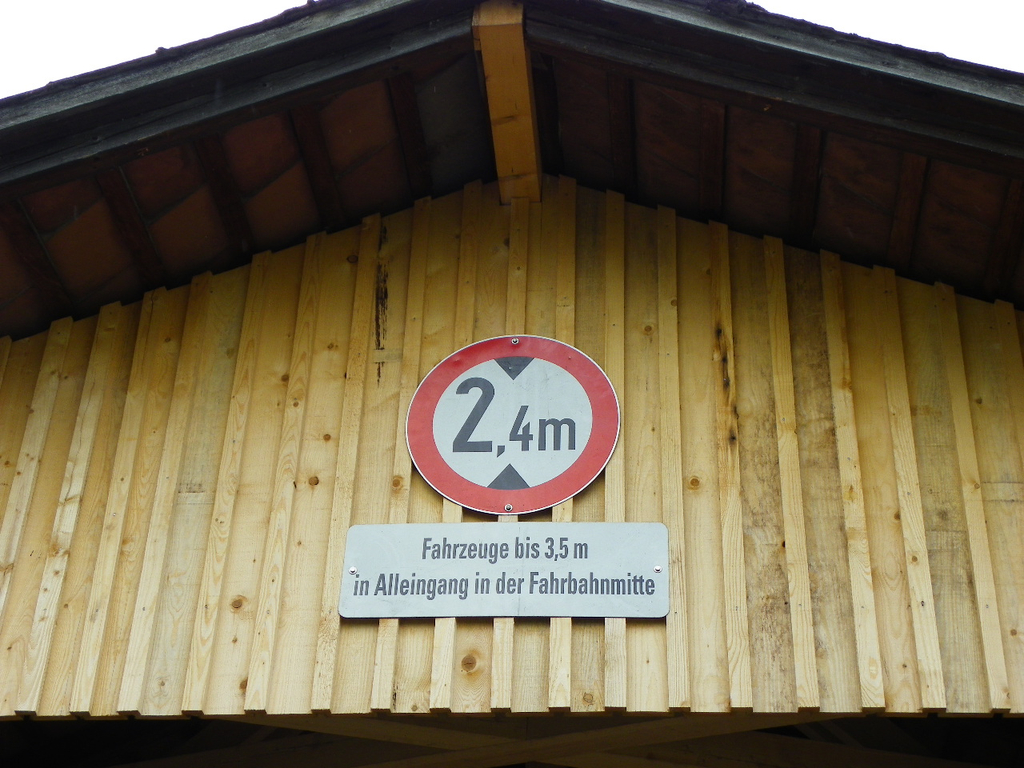 2,4m
Fahrzeuge bis 3,5 m
in Alleingang in der Fahrbahnmitte